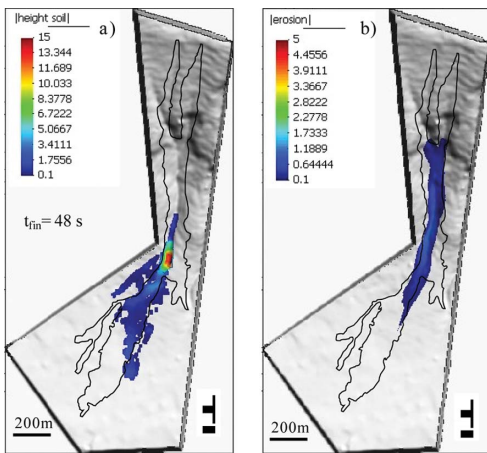 |height soil|
a)
15
13.344
11.689
10.033
8.3778
6.7222
5.0667
3.4111
1.7556
0.1
tfin= 48 s
200m
|erosion|
b)
5
4.4556
3.9111
3.3667
2.8222
2.2778
1.7333
1.1889
0.64444
0.1
200m